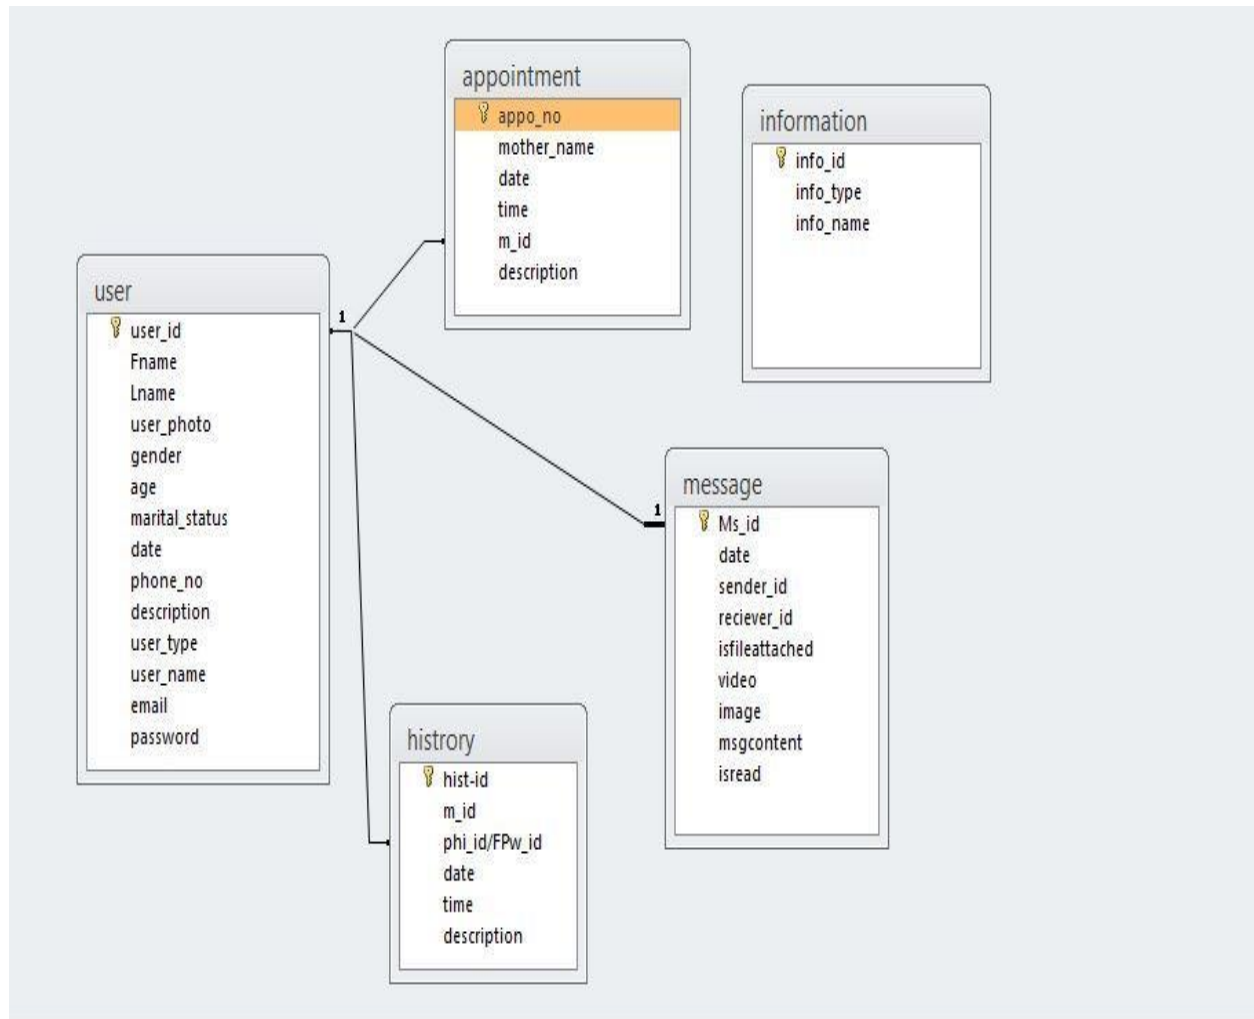 appointment
appo_no
mother_name
date
time
m_id
description
information
info_id
info_type
info_name
user
user_id
Fname
Lname
user_photo
gender
age
marital_status
date
phone_no
description
user_type
user_name
email
password
1
1
message
Ms_id
date
sender_id
reciever_id
isfileattached
video
image
msgcontent
isread
histrory
hist-id
m_id
phi_id/FPw_id
date
time
description